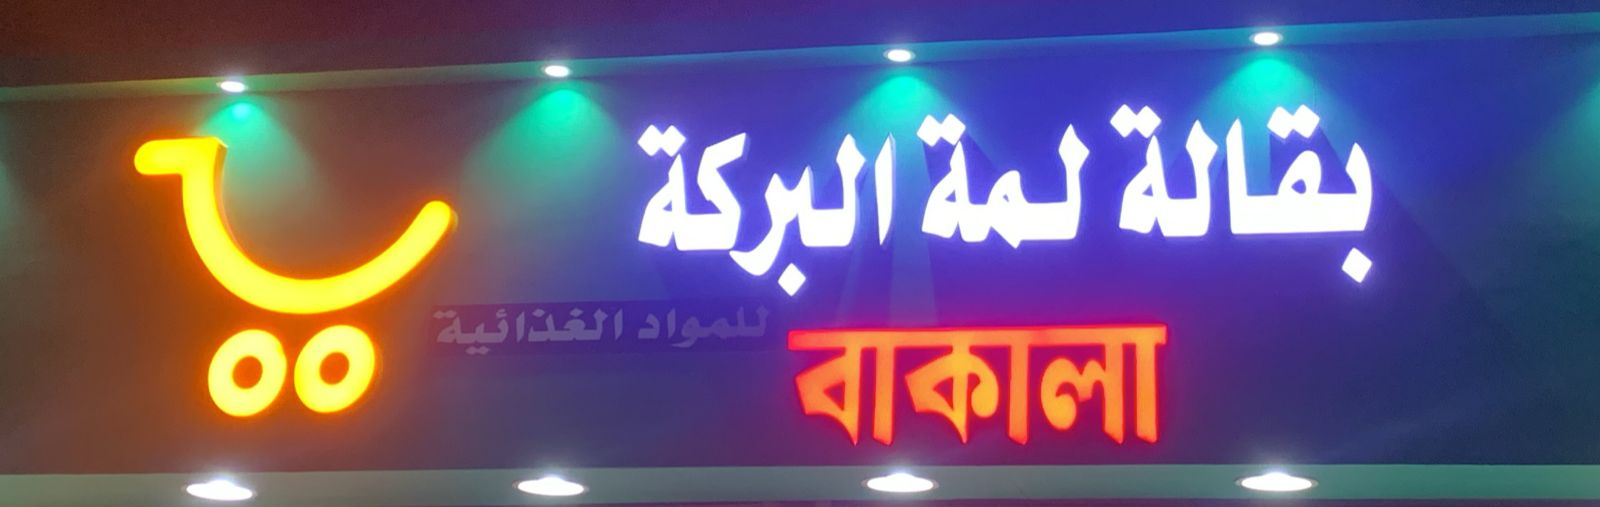 بقالة لمة البركة
للمواد الغذائية
বাকালা